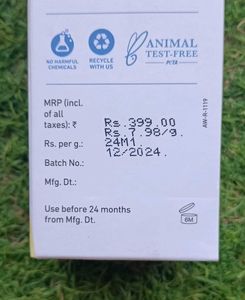 NO HARMFUL
CHEMICALS
RECYCLE
WITH US
ANIMAL
TEST-FREE
PETA
MRP (incl.
of all
taxes): ₹ Rs.399.00
Rs.7.98/g.
Rs. per g.: 24M1
12/2024.
Batch No.:
Mfg. Dt.:
Use before 24 months
from Mfg. Dt.
6M
AW-R-1119